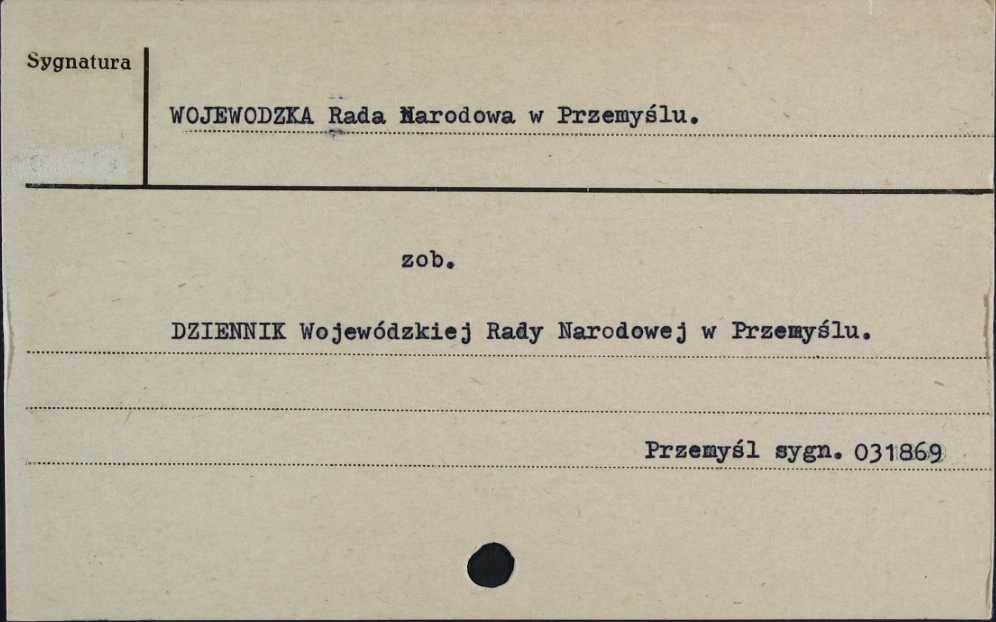 Sygnatura
WOJEWODZKA Rada Narodowa w Przemyślu.
zob.
DZIENNIK Wojewódzkiej Rady Narodowej w Przemyślu.
Przemyśl sygn. 031869